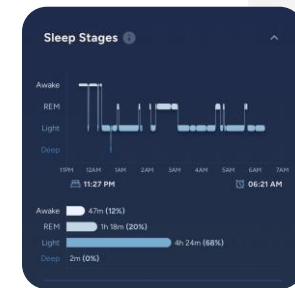 Sleep Stages
Awake
REM
Light
Deep
11PM 12AM 1AM 2AM 3AM 4AM 5AM 6AM 7AM
11:27 PM 06:21 AM
Awake 47m (12%)
REM 1h 18m (20%)
Light 4h 24m (68%)
Deep 2m (0%)